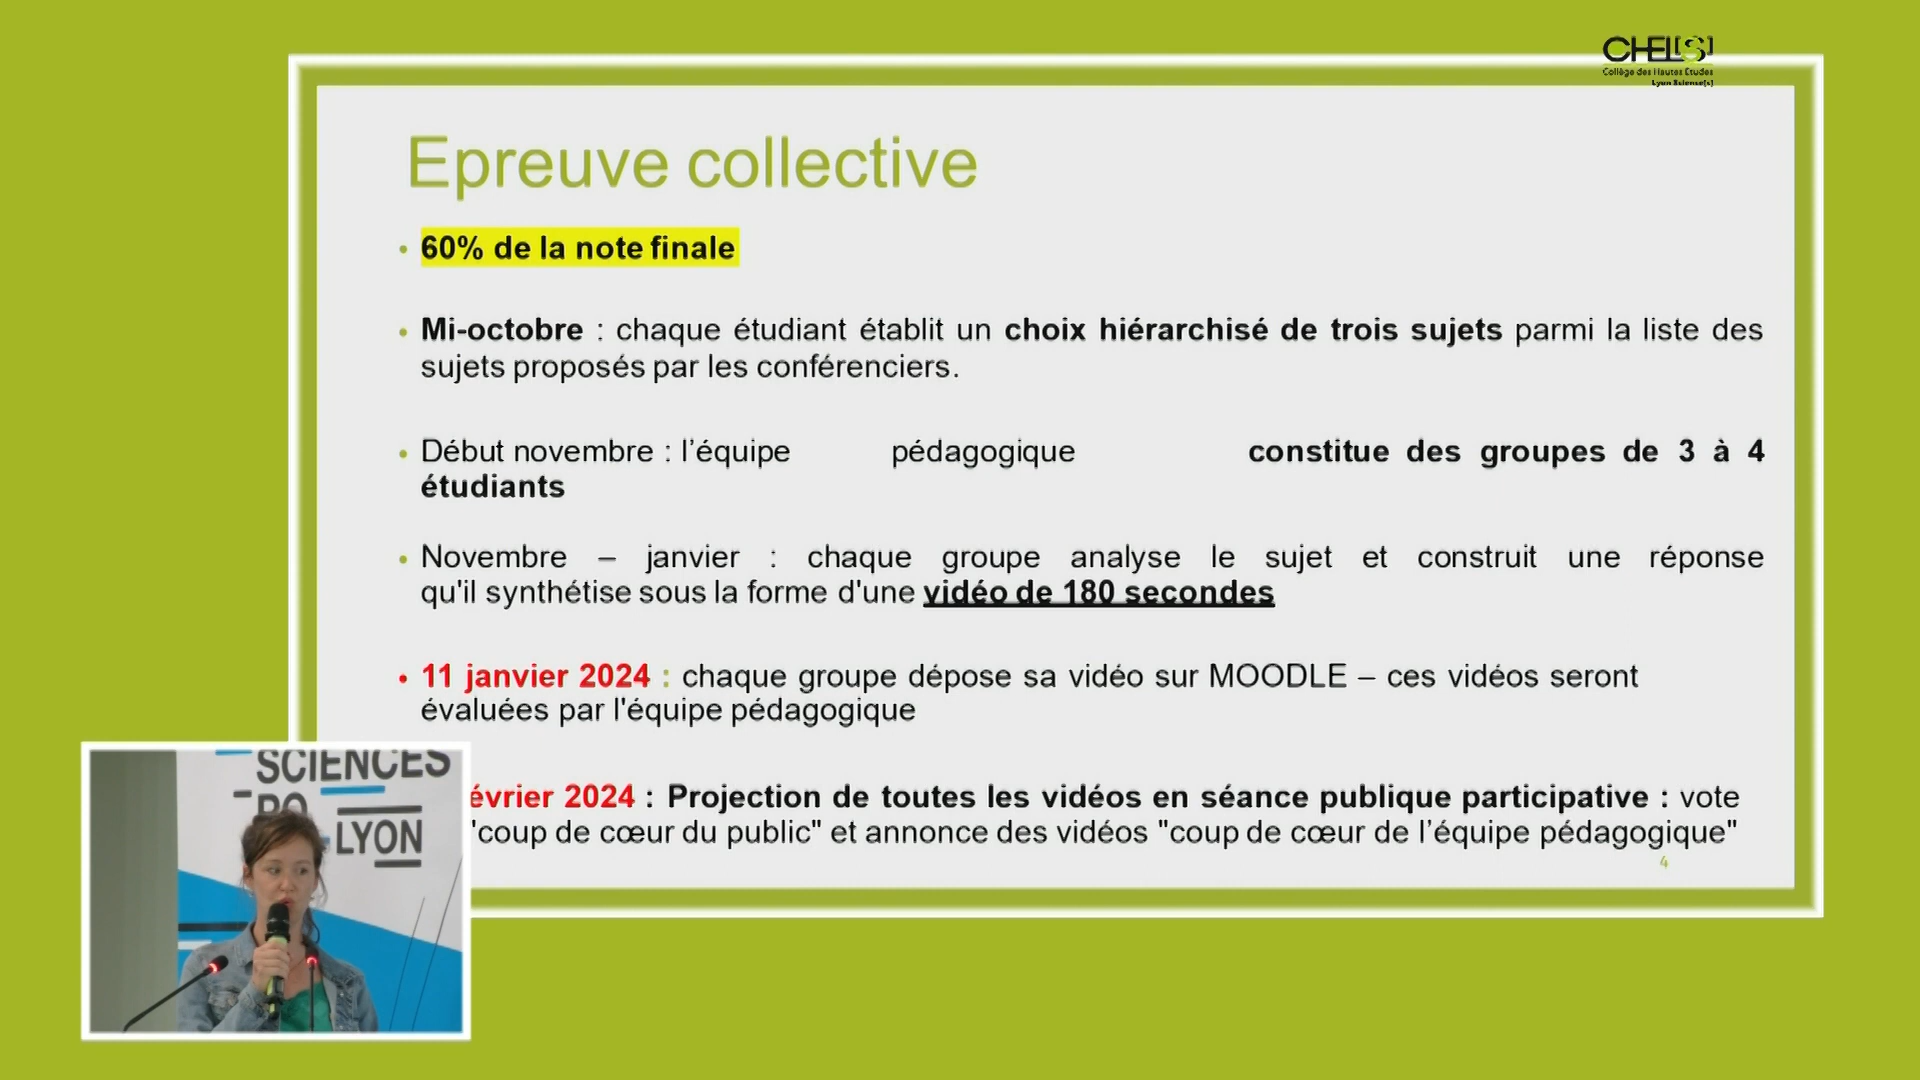 CHEL[S]
Collège des Hautes Études
Lyon Science[s]
Epreuve collective
• 60% de la note finale
• Mi-octobre : chaque étudiant établit un choix hiérarchisé de trois sujets parmi la liste des
sujets proposés par les conférenciers.
• Début novembre : l’équipe pédagogique constitue des groupes de 3 à 4
étudiants
• Novembre – janvier : chaque groupe analyse le sujet et construit une réponse
qu'il synthétise sous la forme d'une vidéo de 180 secondes
• 11 janvier 2024 : chaque groupe dépose sa vidéo sur MOODLE – ces vidéos seront
évaluées par l'équipe pédagogique
évrier 2024 : Projection de toutes les vidéos en séance publique participative : vote
"coup de cœur du public" et annonce des vidéos "coup de cœur de l’équipe pédagogique"
4
SCIENCES
PO
LYON